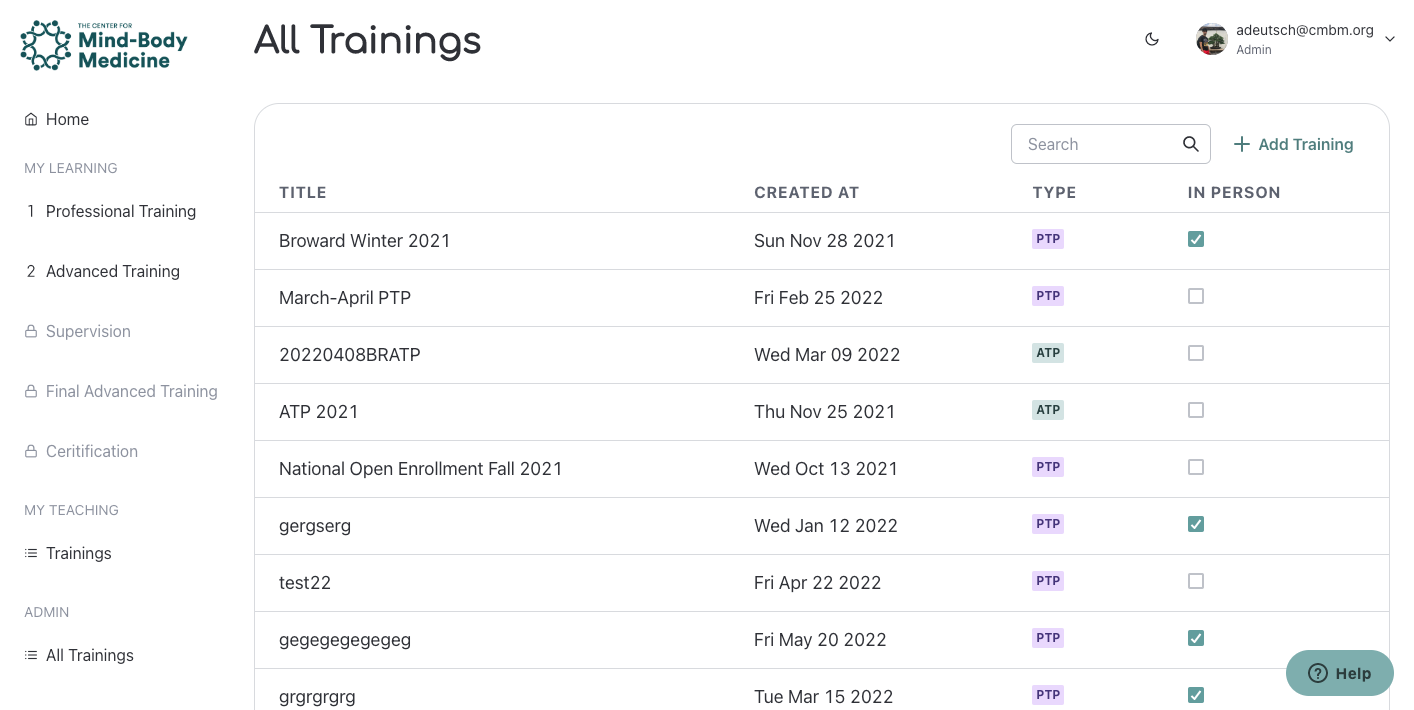 THE CENTER FOR
Mind-Body
Medicine
All Trainings
adeutsch@cmbm.org
Admin
Home
MY LEARNING
1 Professional Training
2 Advanced Training
Supervision
Final Advanced Training
Ceritification
MY TEACHING
Trainings
ADMIN
All Trainings
Search
Add Training
TITLE CREATED AT TYPE IN PERSON
Broward Winter 2021 Sun Nov 28 2021 PTP
March-April PTP Fri Feb 25 2022 PTP
20220408BRATP Wed Mar 09 2022 ATP
ATP 2021 Thu Nov 25 2021 ATP
National Open Enrollment Fall 2021 Wed Oct 13 2021 PTP
gergserg Wed Jan 12 2022 PTP
test22 Fri Apr 22 2022 PTP
gegegegegegeg Fri May 20 2022 PTP
grgrgrgrg Tue Mar 15 2022 PTP
Help